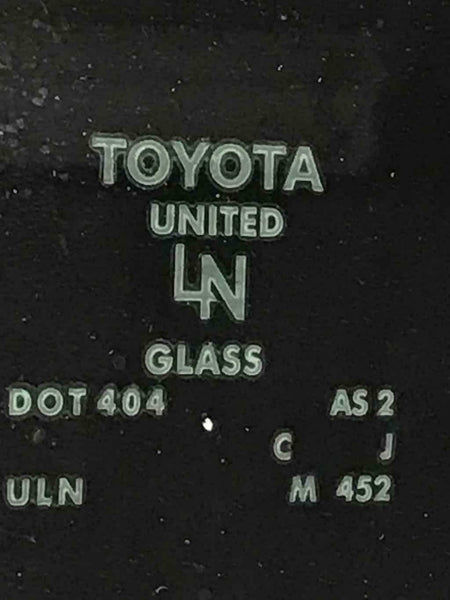 TOYOTA
UNITED
LN
GLASS
DOT 404 AS 2
C J
ULN M 452